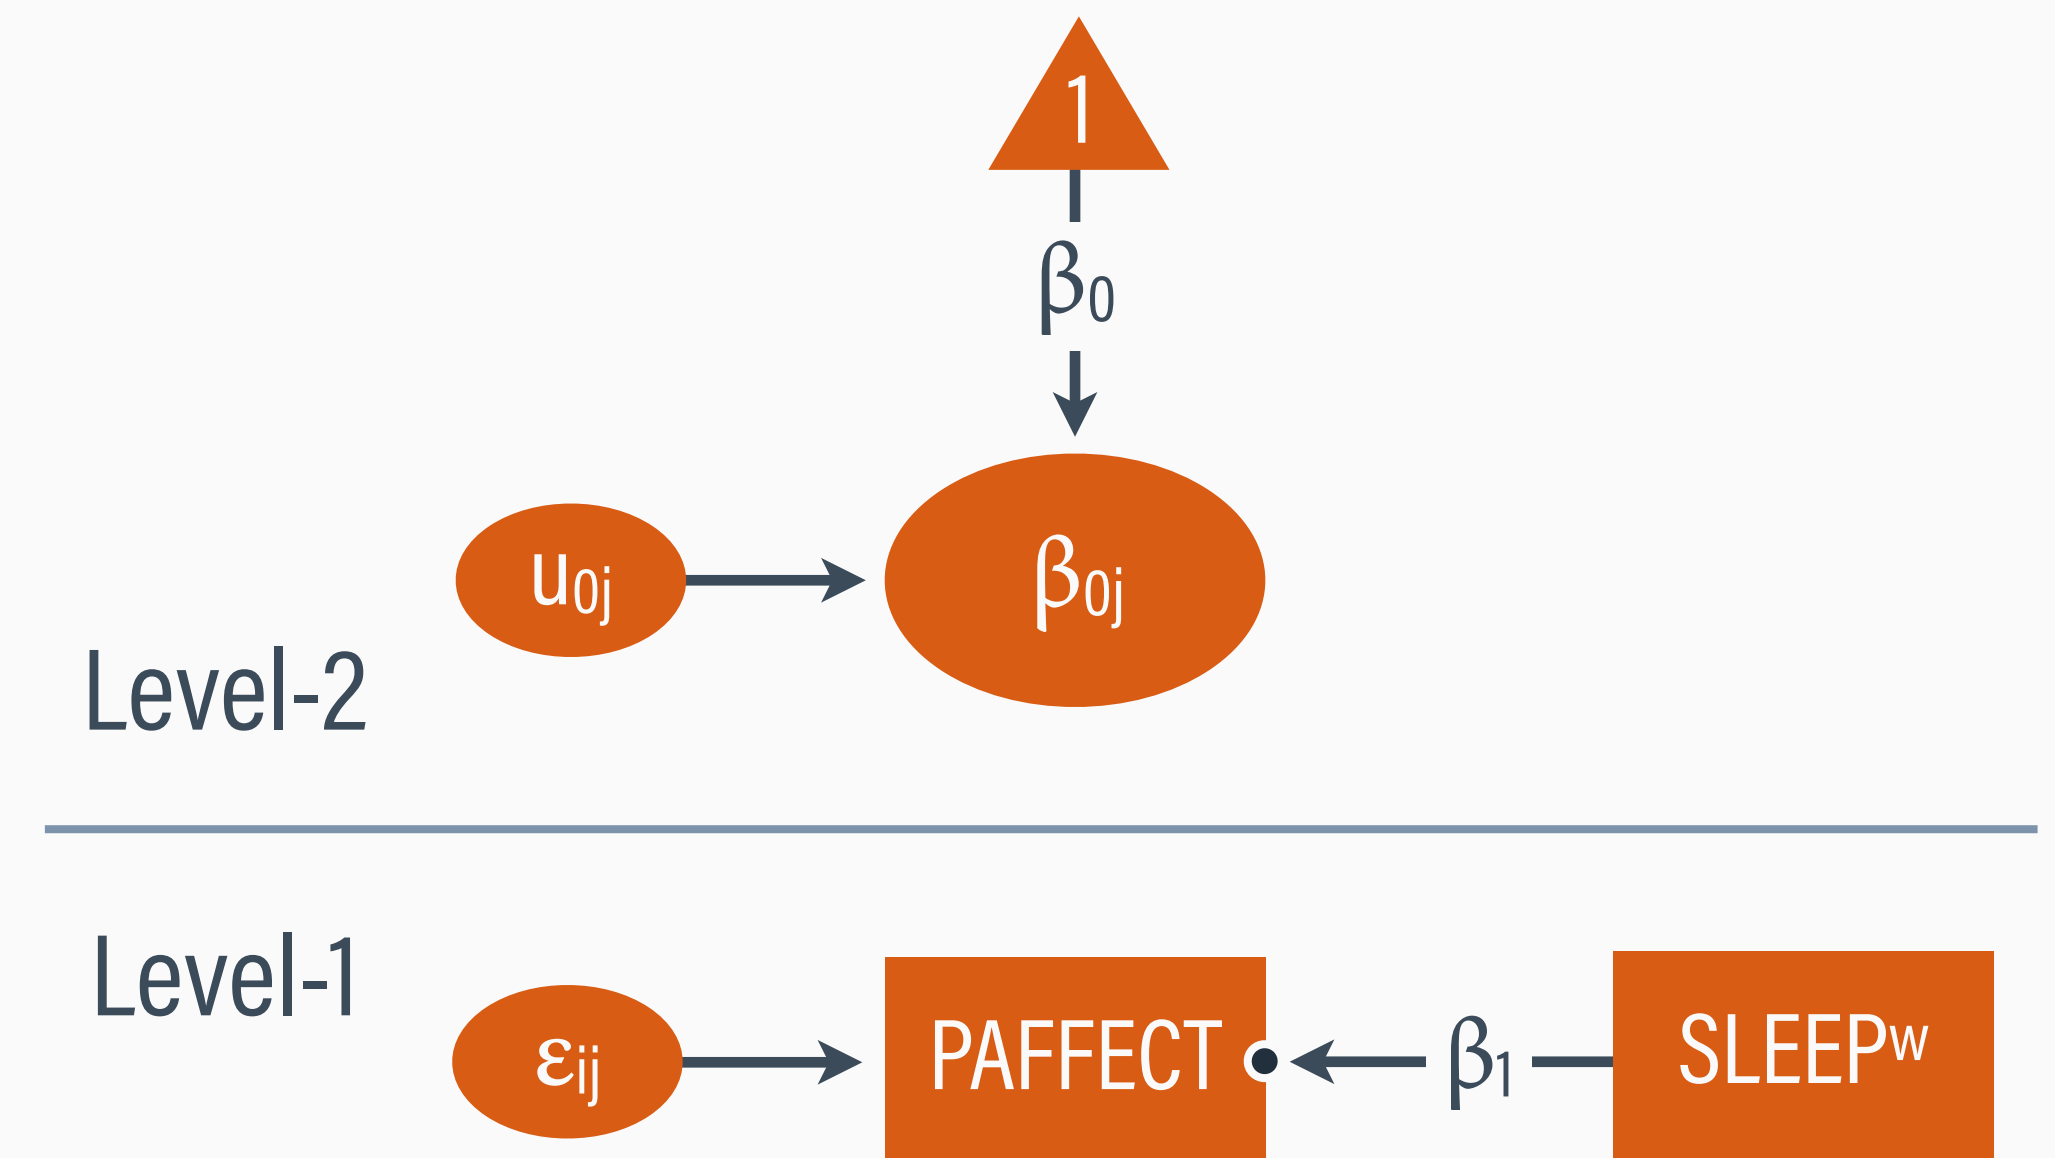 1
β₀
u₀ⱼ
β₀ⱼ
Level-2
Level-1
εᵢⱼ
PAFFECT
β₁
SLEEPʷ